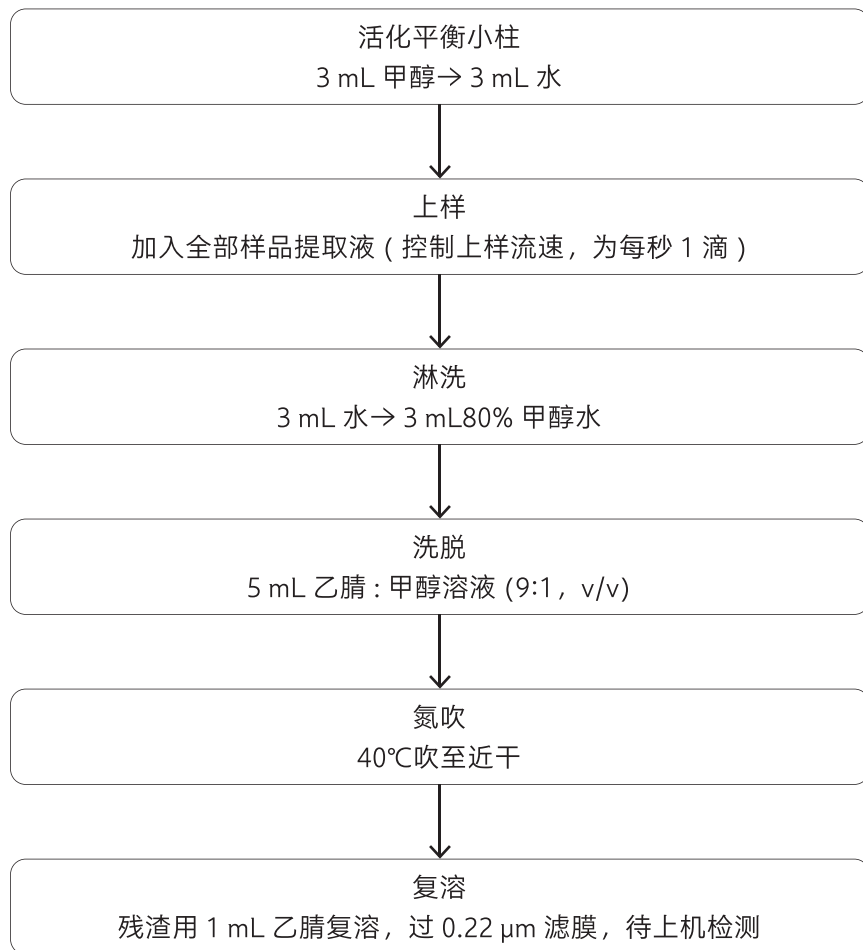 活化平衡小柱
3 mL 甲醇→ 3 mL 水
上样
加入全部样品提取液 ( 控制上样流速，为每秒 1 滴 )
淋洗
3 mL 水→ 3 mL80% 甲醇水
洗脱
5 mL 乙腈 : 甲醇溶液 (9:1，v/v)
氮吹
40℃吹至近干
复溶
残渣用 1 mL 乙腈复溶，过 0.22 μm 滤膜，待上机检测